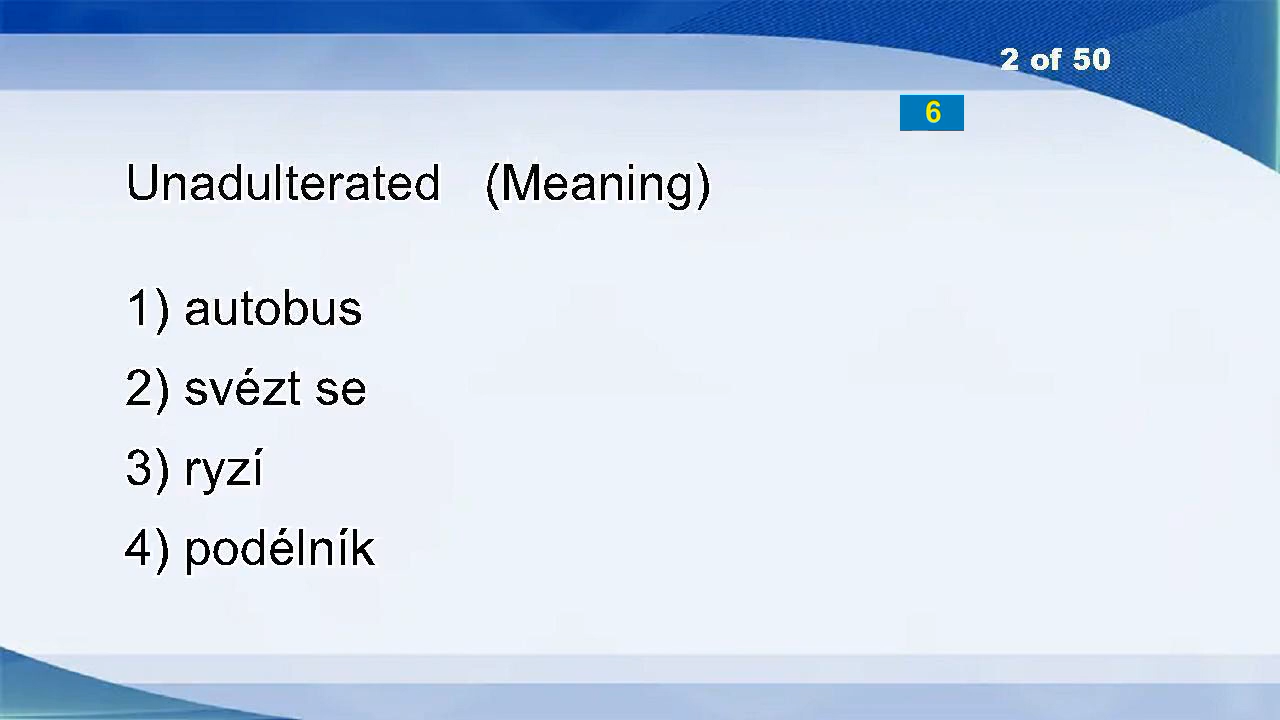 2 of 50
6
Unadulterated (Meaning)
1) autobus
2) svézt se
3) ryzí
4) podélník